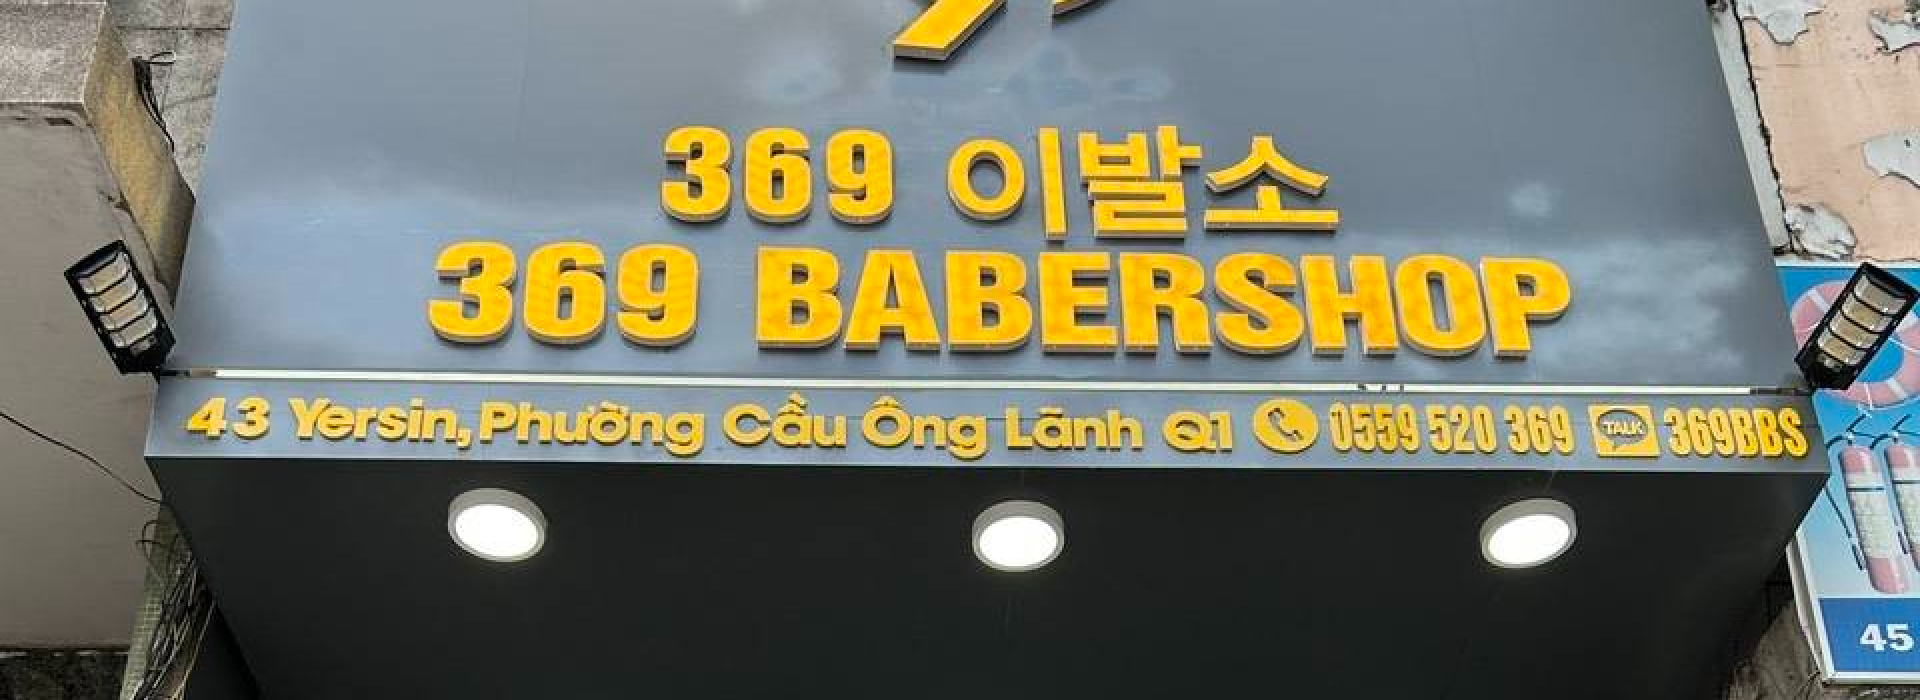 369 이발소
369 BABERSHOP
43 Yersin, Phường Cầu Ông Lãnh Q1 0559 520 369 TALK 369BBS
45